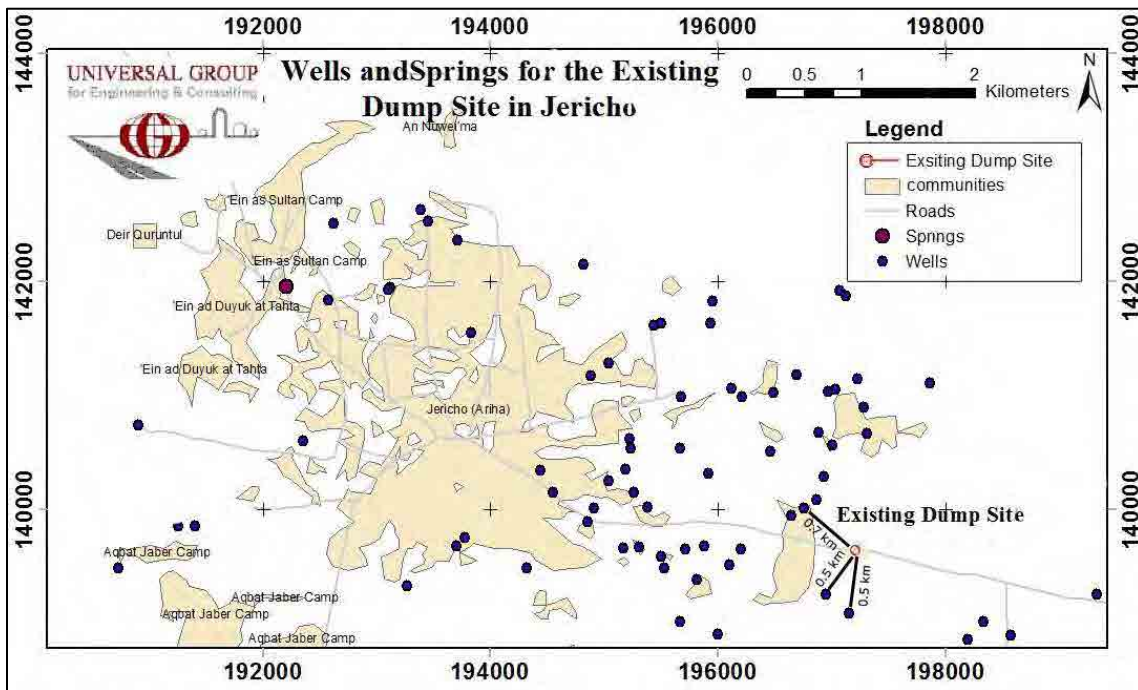 192000 194000 196000 198000
144000 144000
UNIVERSAL GROUP
for Engineering & Consulting
Wells andSprings for the Existing
Dump Site in Jericho
0 0.5 1 2
Kilometers
N
Legend
Exsiting Dump Site
communities
Roads
Springs
Wells
An Nuwei'ma
'Ein as Sultan Camp
Deir Quruntul
'Ein as Sultan Camp
142000 142000
'Ein ad Duyuk at Tahta
'Ein ad Duyuk at Tahta
Jericho (Ariha)
140000 140000
Existing Dump Site
0.7 km
0.5 km
0.5 km
Aqbat Jaber Camp
Aqbat Jaber Camp
Aqbat Jaber Camp
Aqbat Jaber Camp
192000 194000 196000 198000